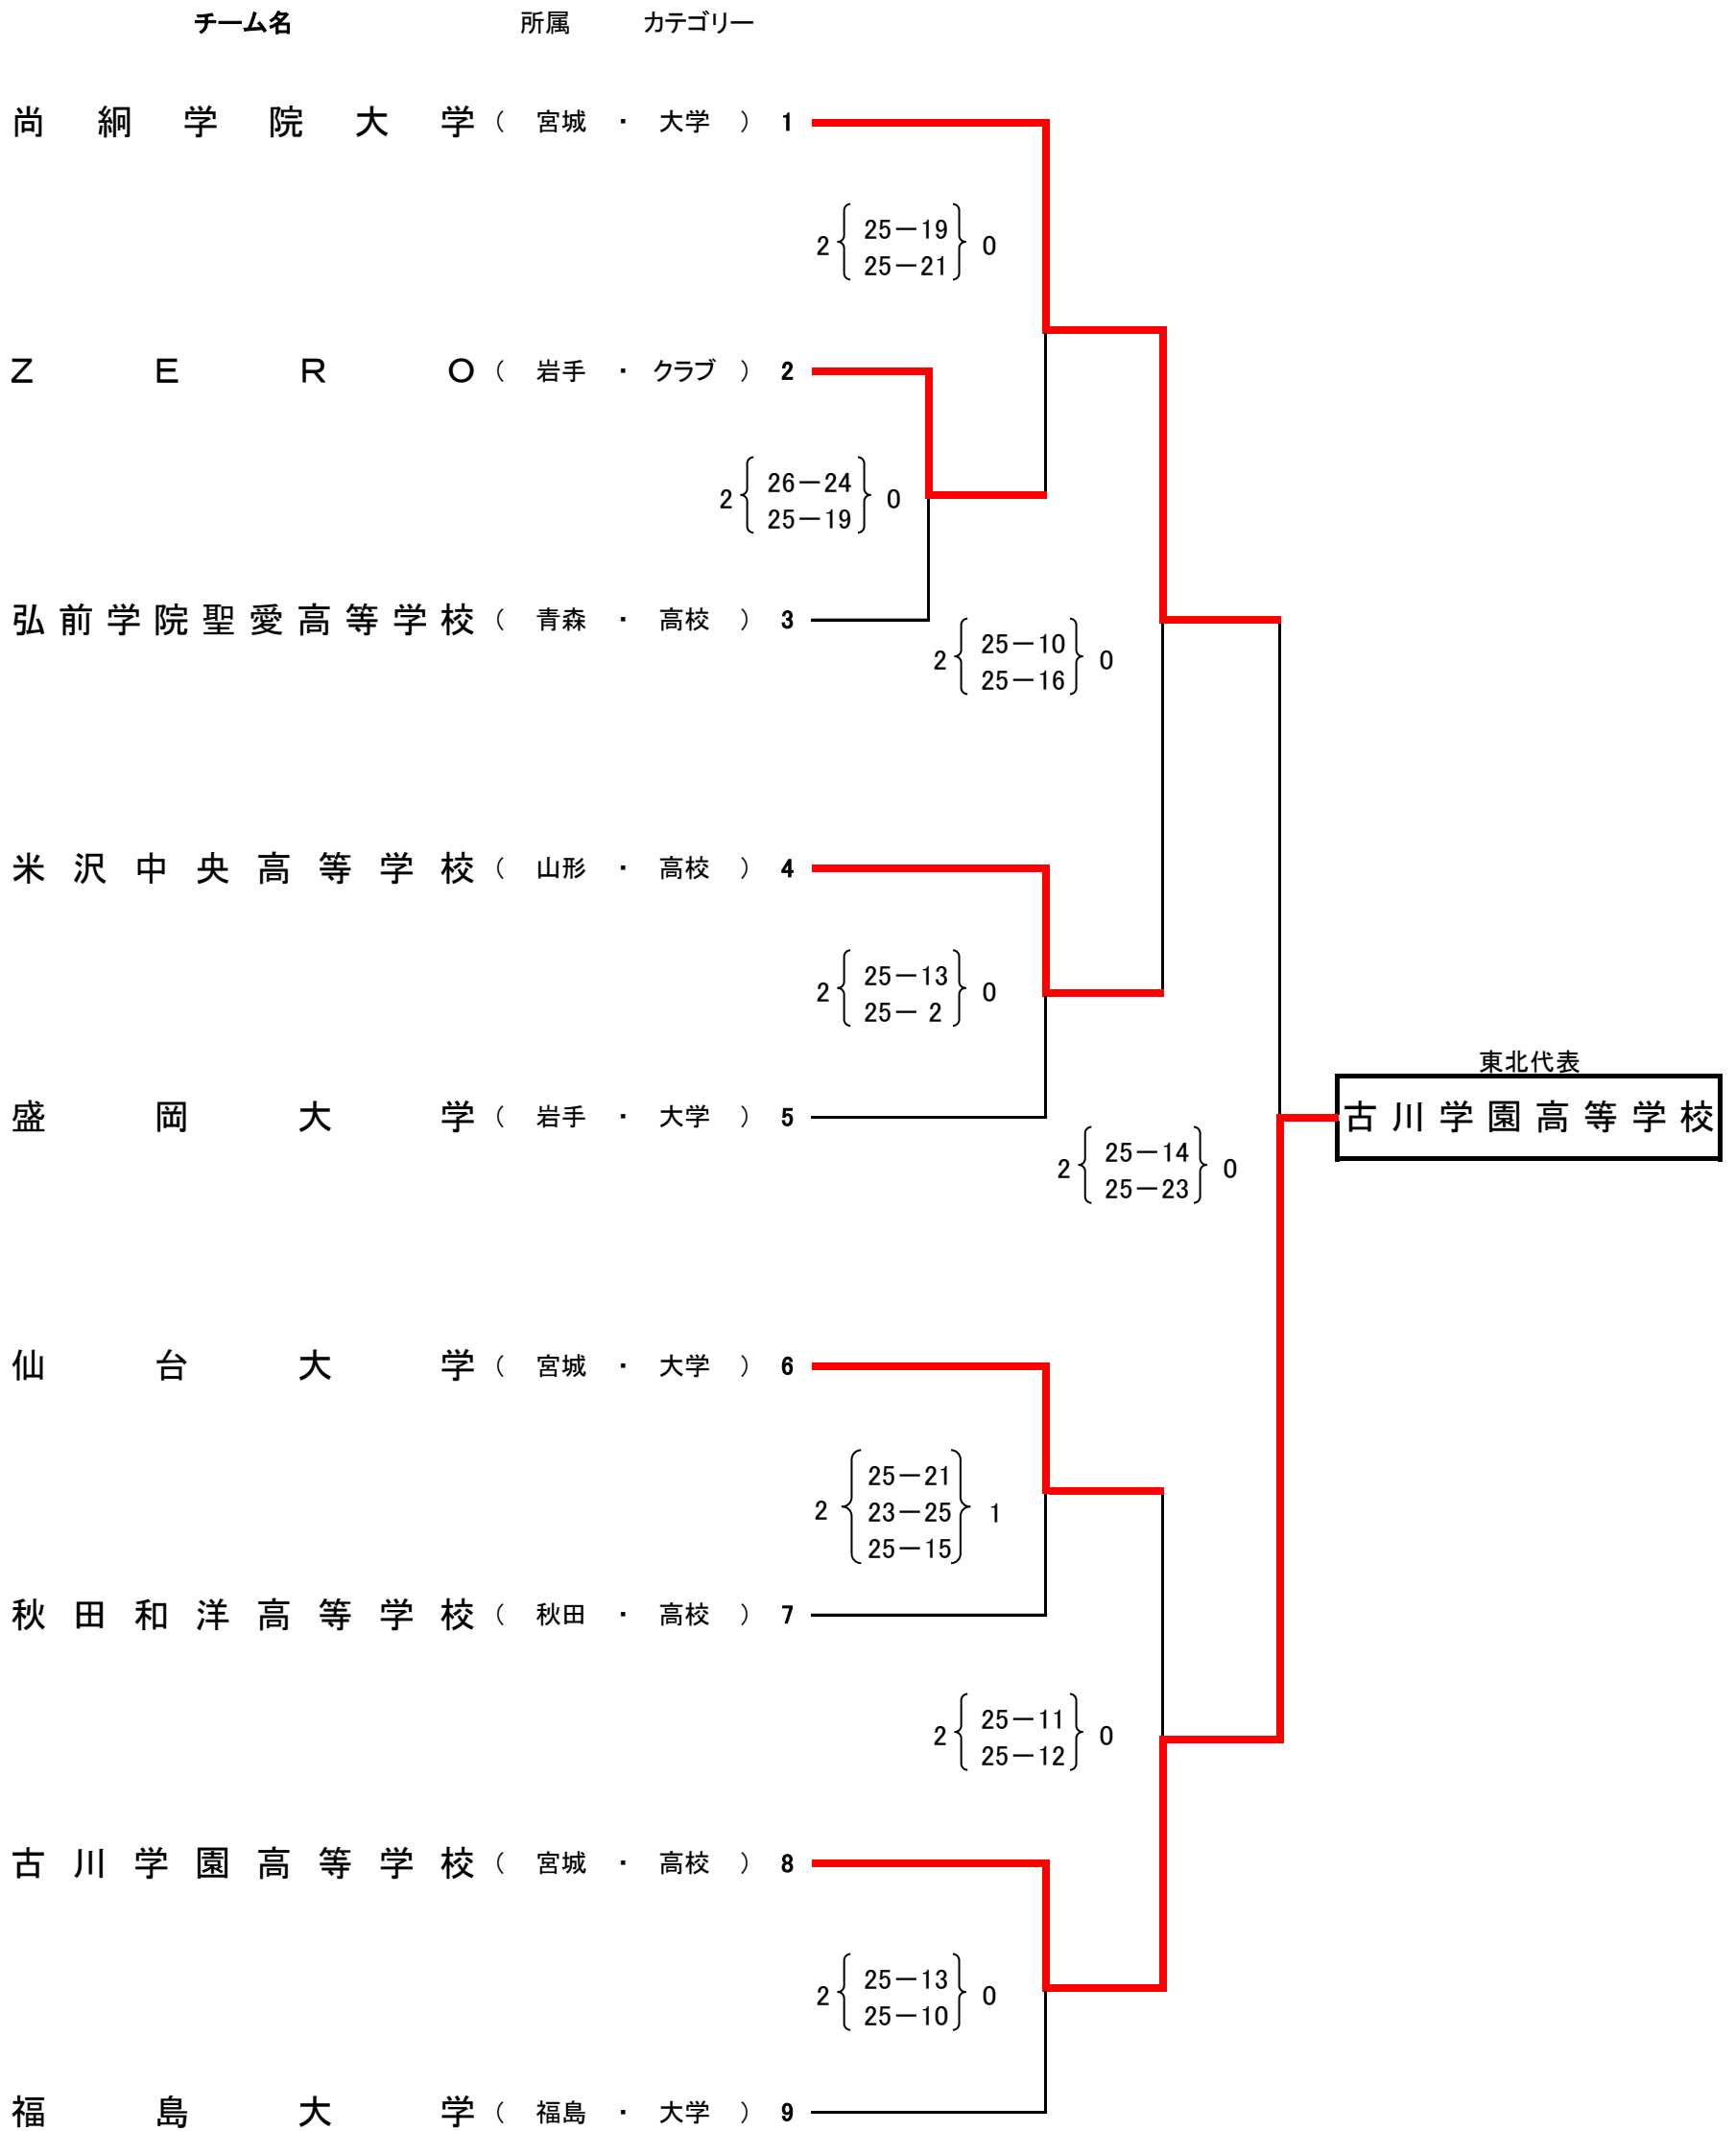 チーム名 所属 カテゴリー
尚絅学院大学 ( 宮城 ・ 大学 ) 1
2 { 25－19 } 0
25－21
ＺＥＲＯ ( 岩手 ・ クラブ ) 2
2 { 26－24 } 0
25－19
弘前学院聖愛高等学校 ( 青森 ・ 高校 ) 3
2 { 25－10 } 0
25－16
米沢中央高等学校 ( 山形 ・ 高校 ) 4
2 { 25－13 } 0
25－ 2
東北代表
古川学園高等学校
盛岡大学 ( 岩手 ・ 大学 ) 5
2 { 25－14 } 0
25－23
仙台大学 ( 宮城 ・ 大学 ) 6
25－21
2 { 23－25 } 1
25－15
秋田和洋高等学校 ( 秋田 ・ 高校 ) 7
2 { 25－11 } 0
25－12
古川学園高等学校 ( 宮城 ・ 高校 ) 8
2 { 25－13 } 0
25－10
福島大学 ( 福島 ・ 大学 ) 9